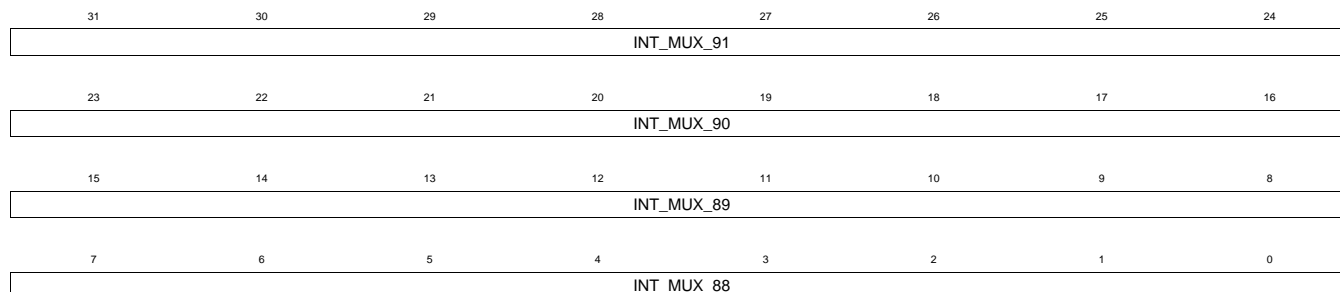 31 30 29 28 27 26 25 24
INT_MUX_91
23 22 21 20 19 18 17 16
INT_MUX_90
15 14 13 12 11 10 9 8
INT_MUX_89
7 6 5 4 3 2 1 0
INT_MUX_88